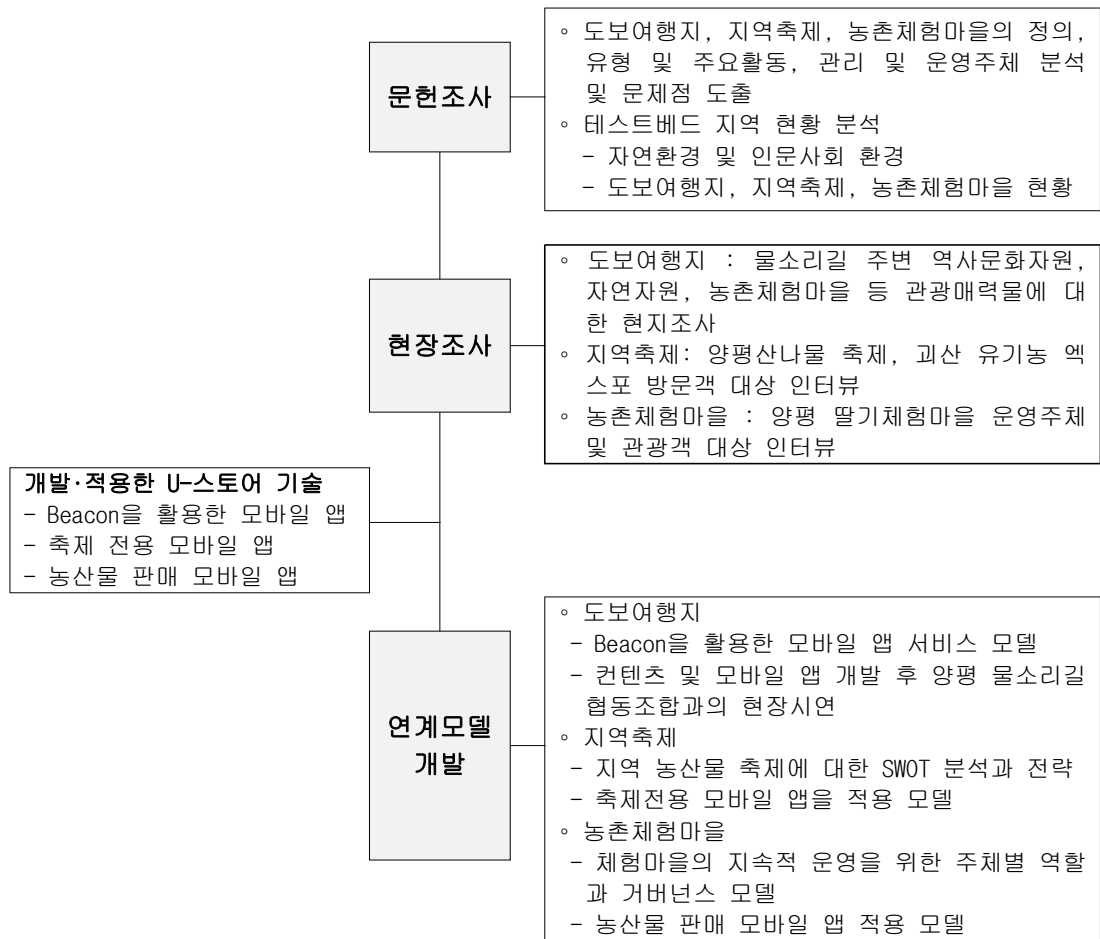 문헌조사
◦ 도보여행지, 지역축제, 농촌체험마을의 정의,
유형 및 주요활동, 관리 및 운영주체 분석
및 문제점 도출
◦ 테스트베드 지역 현황 분석
- 자연환경 및 인문사회 환경
- 도보여행지, 지역축제, 농촌체험마을 현황
현장조사
◦ 도보여행지 : 물소리길 주변 역사문화자원,
자연자원, 농촌체험마을 등 관광매력물에 대
한 현지조사
◦ 지역축제: 양평산나물 축제, 괴산 유기농 엑
스포 방문객 대상 인터뷰
◦ 농촌체험마을 : 양평 딸기체험마을 운영주체
및 관광객 대상 인터뷰
개발·적용한 U-스토어 기술
- Beacon을 활용한 모바일 앱
- 축제 전용 모바일 앱
- 농산물 판매 모바일 앱
연계모델
개발
◦ 도보여행지
- Beacon을 활용한 모바일 앱 서비스 모델
- 컨텐츠 및 모바일 앱 개발 후 양평 물소리길
협동조합과의 현장시연
◦ 지역축제
- 지역 농산물 축제에 대한 SWOT 분석과 전략
- 축제전용 모바일 앱을 적용 모델
◦ 농촌체험마을
- 체험마을의 지속적 운영을 위한 주체별 역할
과 거버넌스 모델
- 농산물 판매 모바일 앱 적용 모델